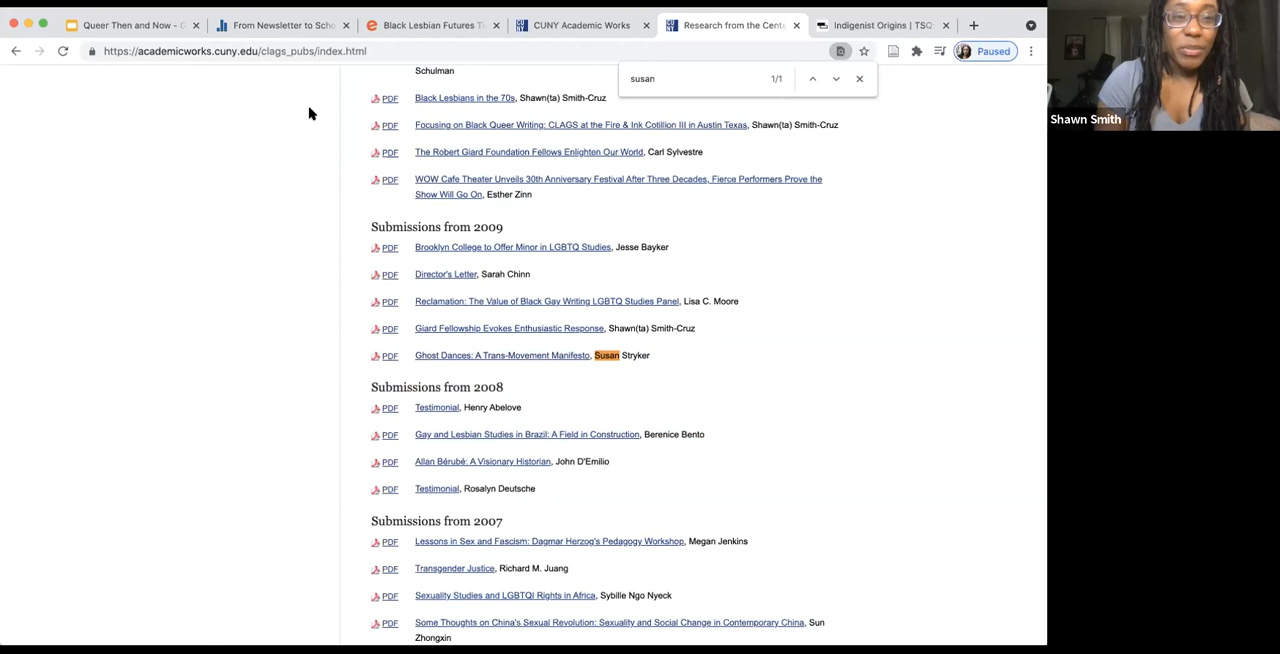 Queer Then and Now - G
From Newsletter to Scho
Black Lesbian Futures T
CUNY Academic Works
Research from the Cente
Indigenist Origins | TSQ
https://academicworks.cuny.edu/clags_pubs/index.html
Paused
susan 1/1
Schulman
PDF Black Lesbians in the 70s, Shawn(ta) Smith-Cruz
PDF Focusing on Black Queer Writing: CLAGS at the Fire & Ink Cotillion III in Austin Texas, Shawn(ta) Smith-Cruz
PDF The Robert Giard Foundation Fellows Enlighten Our World, Carl Sylvestre
PDF WOW Cafe Theater Unveils 30th Anniversary Festival After Three Decades, Fierce Performers Prove the
Show Will Go On, Esther Zinn
Submissions from 2009
PDF Brooklyn College to Offer Minor in LGBTQ Studies, Jesse Bayker
PDF Director's Letter, Sarah Chinn
PDF Reclamation: The Value of Black Gay Writing LGBTQ Studies Panel, Lisa C. Moore
PDF Giard Fellowship Evokes Enthusiastic Response, Shawn(ta) Smith-Cruz
PDF Ghost Dances: A Trans-Movement Manifesto, Susan Stryker
Submissions from 2008
PDF Testimonial, Henry Abelove
PDF Gay and Lesbian Studies in Brazil: A Field in Construction, Berenice Bento
PDF Allan Bérubé: A Visionary Historian, John D'Emilio
PDF Testimonial, Rosalyn Deutsche
Submissions from 2007
PDF Lessons in Sex and Fascism: Dagmar Herzog's Pedagogy Workshop, Megan Jenkins
PDF Transgender Justice, Richard M. Juang
PDF Sexuality Studies and LGBTQI Rights in Africa, Sybille Ngo Nyeck
PDF Some Thoughts on China's Sexual Revolution: Sexuality and Social Change in Contemporary China, Sun
Zhongxin
Shawn Smith